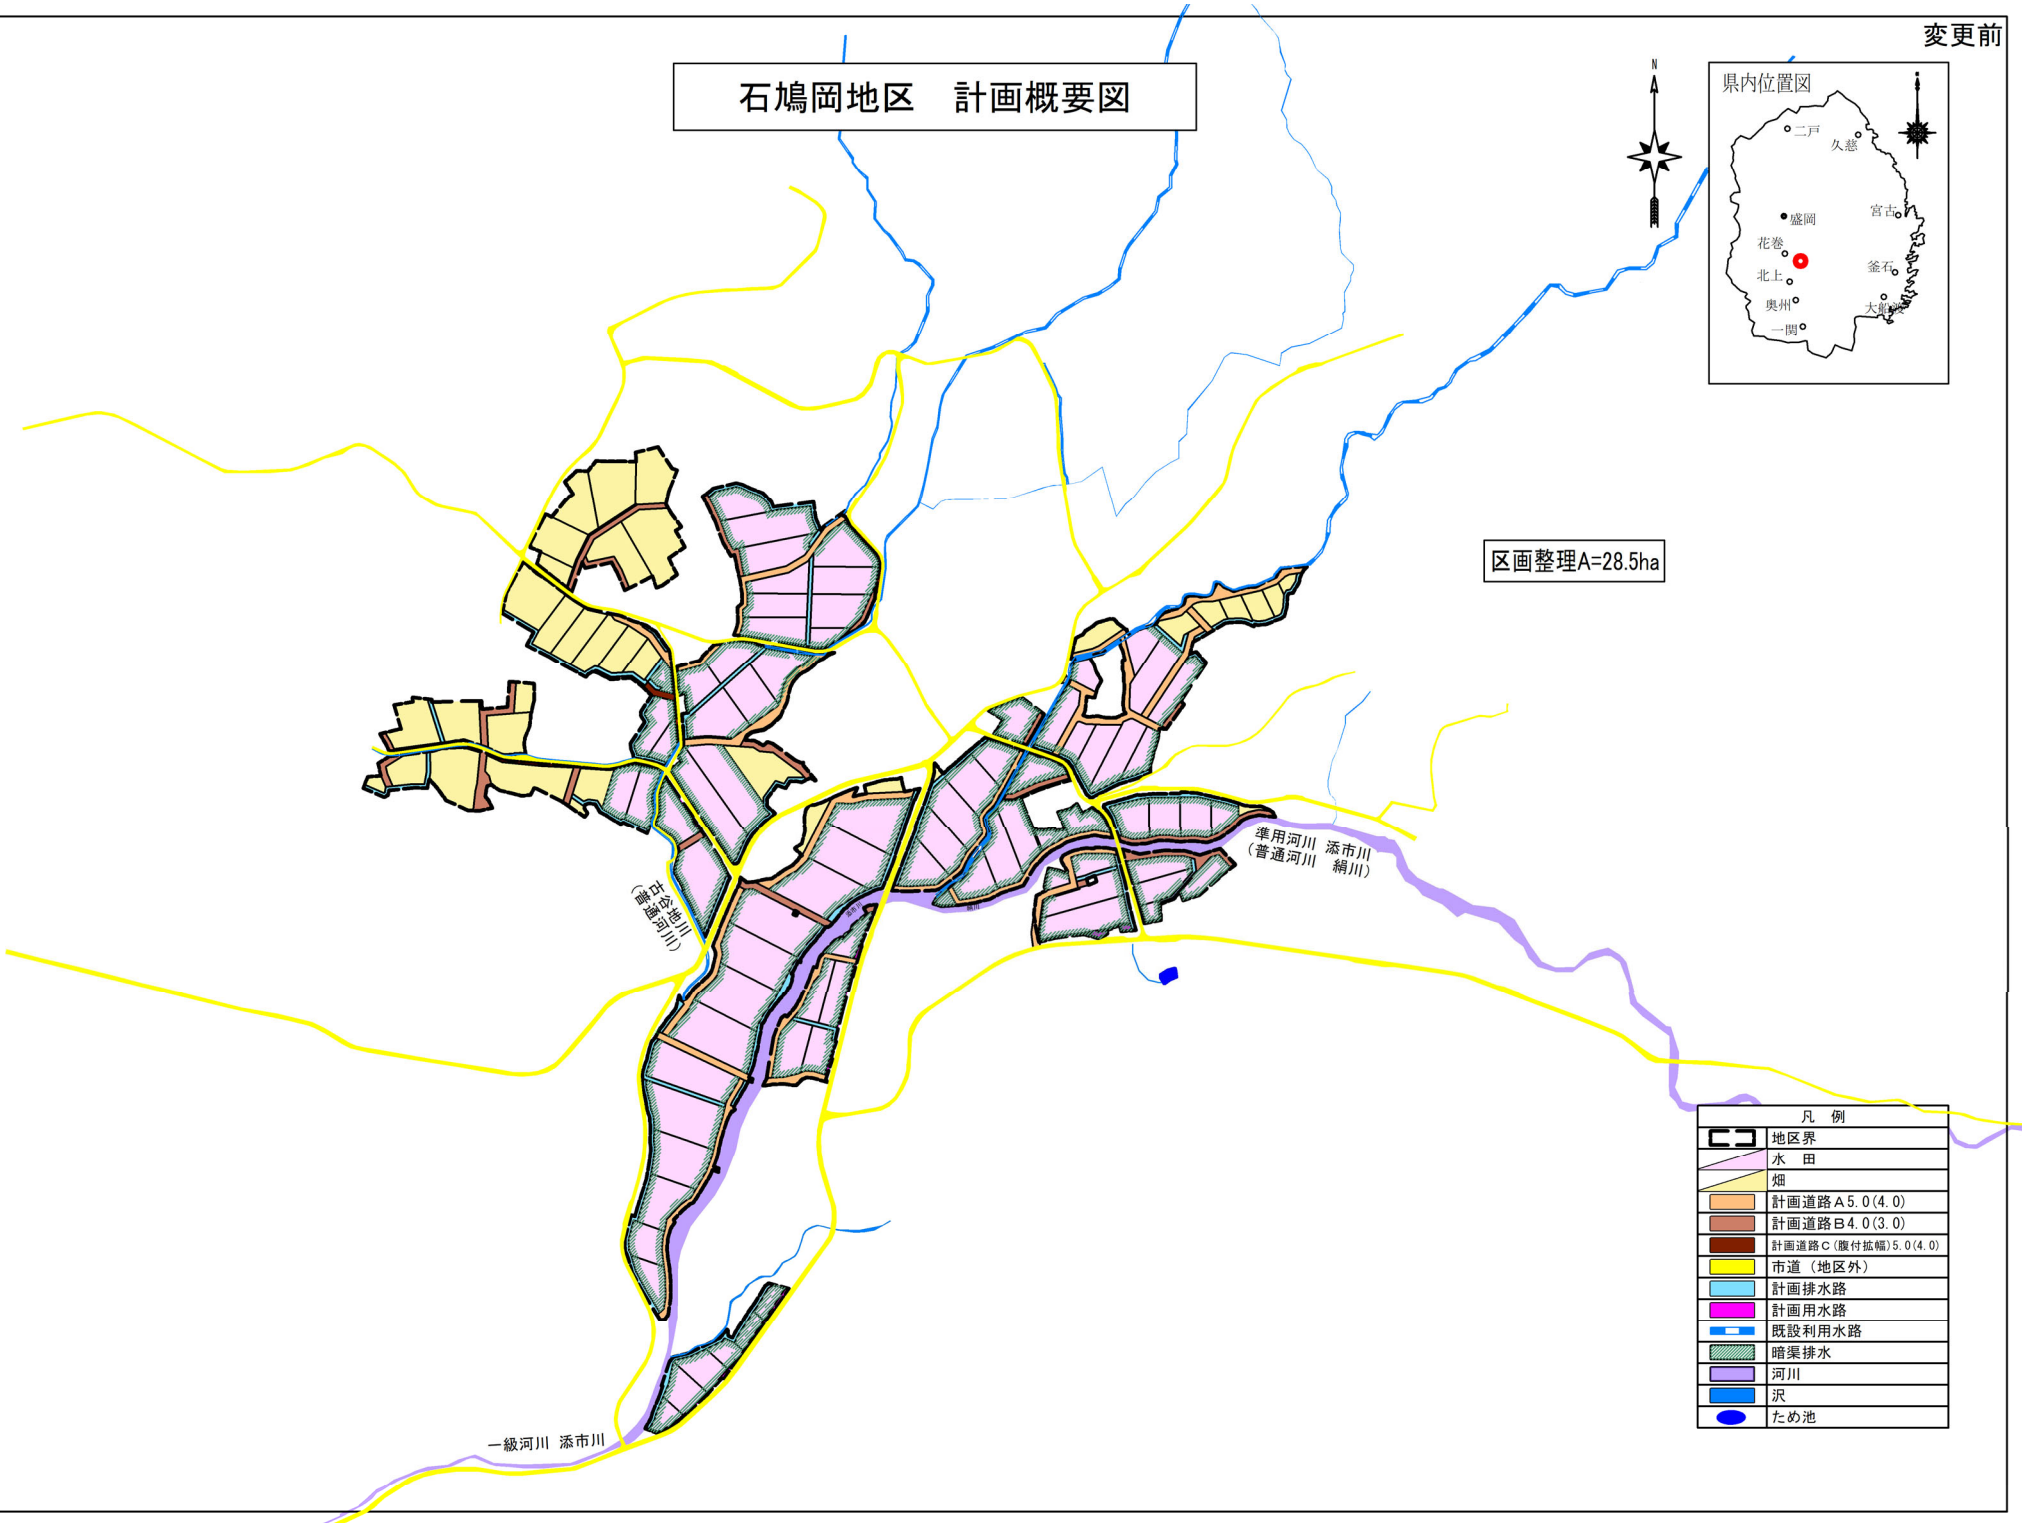 変更前
石鳩岡地区　計画概要図
N
県内位置図
二戸
久慈
盛岡
宮古
花巻
釜石
北上
奥州
大船渡
一関
区画整理A=28.5ha
準用河川 添市川
(普通河川 絹川)
古谷地川
(普通河川)
添市川
一級河川 添市川
凡 例
地区界
水 田
畑
計画道路A5.0(4.0)
計画道路B4.0(3.0)
計画道路C(腹付拡幅)5.0(4.0)
市道（地区外）
計画排水路
計画用水路
既設利用水路
暗渠排水
河川
沢
ため池